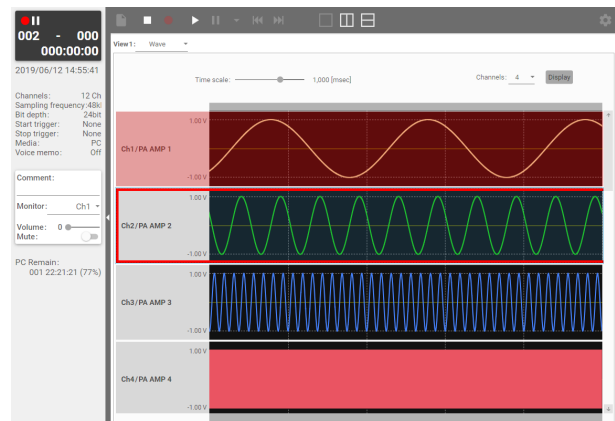 002 - 000
000:00:00
2019/06/12 14:55:41
Channels: 12 Ch
Sampling frequency:48k
Bit depth: 24bit
Start trigger: None
Stop trigger: None
Media: PC
Voice memo: Off
Comment:
Monitor: Ch1
Volume: 0
Mute:
PC Remain:
001 22:21:21 (77%)
View1: Wave
Time scale: 1,000 [msec]
Channels: 4 Display
1.00 V
Ch1/PA AMP 1
-1.00 V
1.00 V
Ch2/PA AMP 2
-1.00 V
1.00 V
Ch3/PA AMP 3
-1.00 V
1.00 V
Ch4/PA AMP 4
-1.00 V